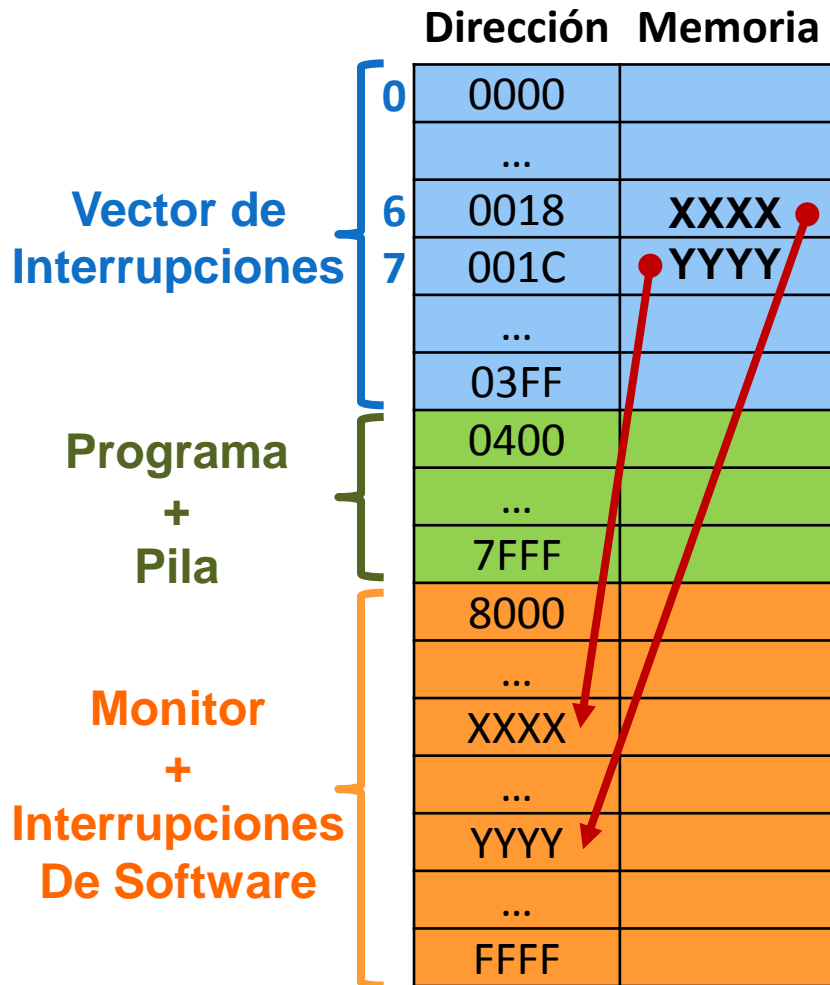 Dirección Memoria
0 0000
...
6 0018 XXXX
7 001C YYYY
...
03FF
Vector de
Interrupciones
0400
...
7FFF
Programa
+
Pila
8000
...
XXXX
...
YYYY
...
FFFF
Monitor
+
Interrupciones
De Software